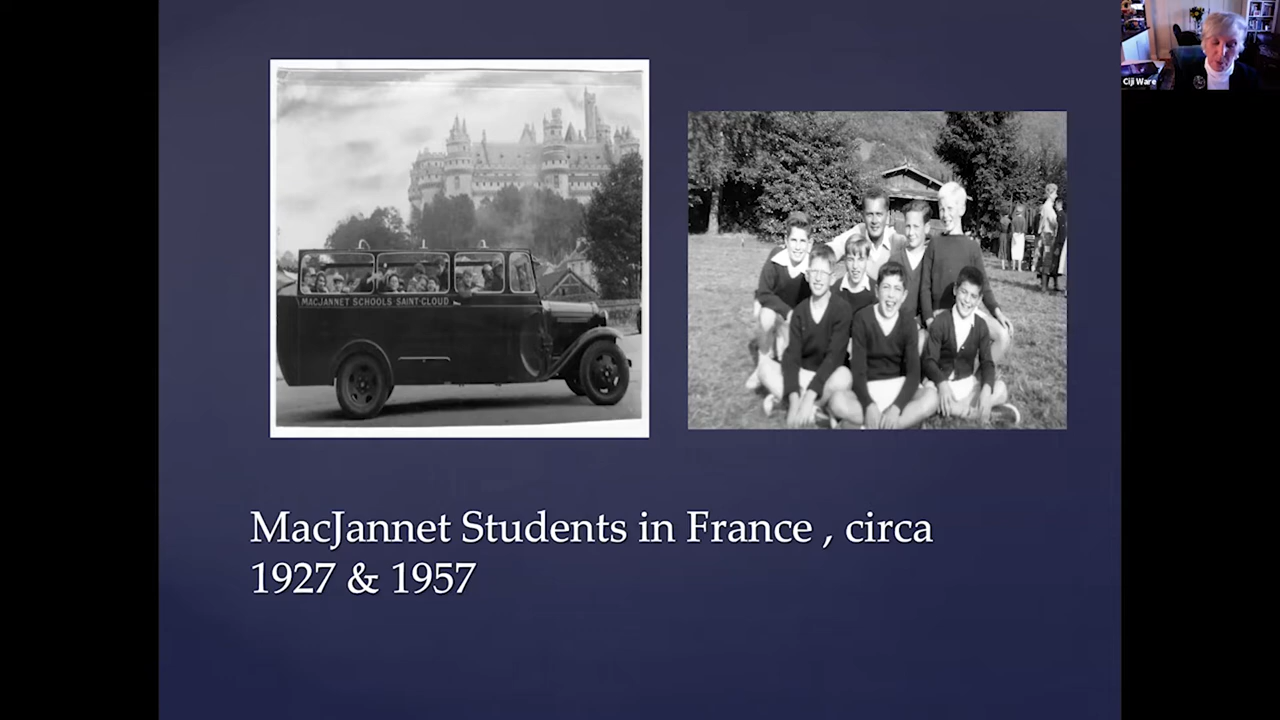 MACJANNET SCHOOLS SAINT-CLOUD
MacJannet Students in France , circa
1927 & 1957
Ciji Ware